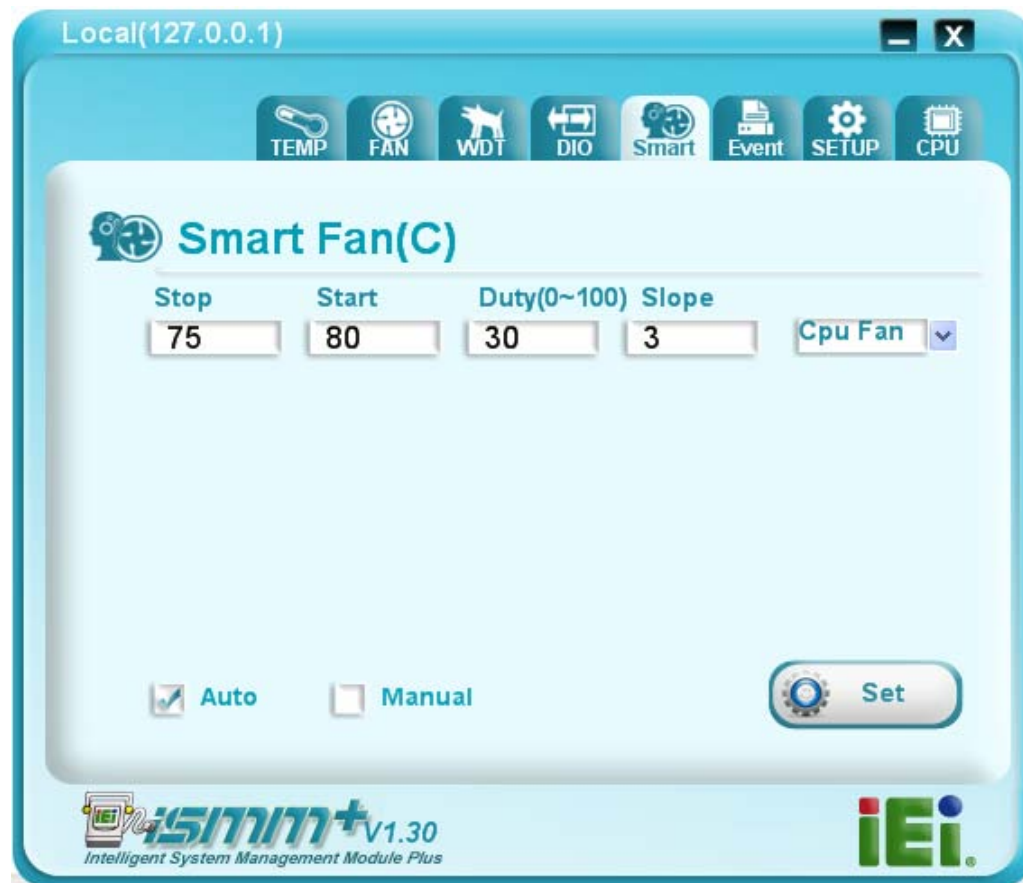 Local(127.0.0.1)
X
TEMP FAN WDT DIO Smart Event SETUP CPU
Smart Fan(C)
Stop Start Duty(0~100) Slope
75 80 30 3 Cpu Fan
Auto Manual Set
iEi ismm+ V1.30
Intelligent System Management Module Plus
iEi ®